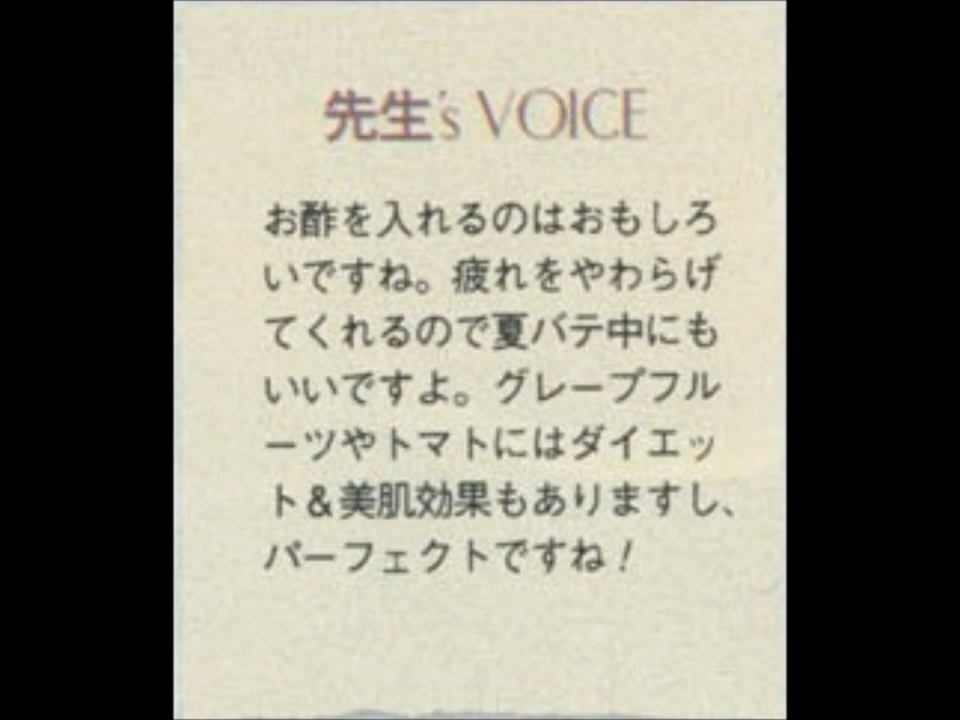 先生's VOICE
お酢を入れるのはおもしろ
いですね。疲れをやわらげ
てくれるので夏バテ中にも
いいですよ。グレープフル
ーツやトマトにはダイエッ
ト＆美肌効果もありますし、
パーフェクトですね！